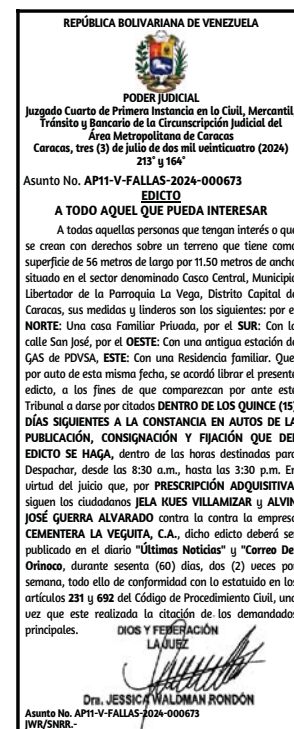 REPÚBLICA BOLIVARIANA DE VENEZUELA
PODER JUDICIAL
Juzgado Cuarto de Primera Instancia en lo Civil, Mercantil
Tránsito y Bancario de la Circunscripción Judicial del
Área Metropolitana de Caracas
Caracas, tres (3) de julio de dos mil veinticuatro (2024)
213° y 164°
Asunto No. AP11-V-FALLAS-2024-000673
EDICTO
A TODO AQUEL QUE PUEDA INTERESAR
A todas aquellas personas que tengan interés o que
se crean con derechos sobre un terreno que tiene como
superficie de 56 metros de largo por 11.50 metros de ancho
situado en el sector denominado Casco Central, Municipio
Libertador de la Parroquia La Vega, Distrito Capital de
Caracas, sus medidas y linderos son los siguientes: por el
NORTE: Una casa Familiar Privada, por el SUR: Con la
calle San José, por el OESTE: Con una antigua estación de
GAS de PDVSA, ESTE: Con una Residencia familiar. Que,
por auto de esta misma fecha, se acordó librar el presente
edicto, a los fines de que comparezcan por ante este
Tribunal a darse por citados DENTRO DE LOS QUINCE (15)
DÍAS SIGUIENTES A LA CONSTANCIA EN AUTOS DE LA
PUBLICACIÓN, CONSIGNACIÓN Y FIJACIÓN QUE DEL
EDICTO SE HAGA, dentro de las horas destinadas para
Despachar, desde las 8:30 a.m., hasta las 3:30 p.m. En
virtud del juicio que, por PRESCRIPCIÓN ADQUISITIVA,
siguen los ciudadanos JELA KUES VILLAMIZAR y ALVIN
JOSÉ GUERRA ALVARADO contra la contra la empresa
CEMENTERA LA VEGUITA, C.A., dicho edicto deberá ser
publicado en el diario "Últimas Noticias" y "Correo Del
Orinoco, durante sesenta (60) dias, dos (2) veces por
semana, todo ello de conformidad con lo estatuido en los
artículos 231 y 692 del Código de Procedimiento Civil, una
vez que este realizada la citación de los demandados
principales.
DIOS Y FEDERACIÓN
LA JUEZ
Dra. JESSICA WALDMAN RONDÓN
Asunto No. AP11-V-FALLAS-2024-000673
JWR/SNRR.-